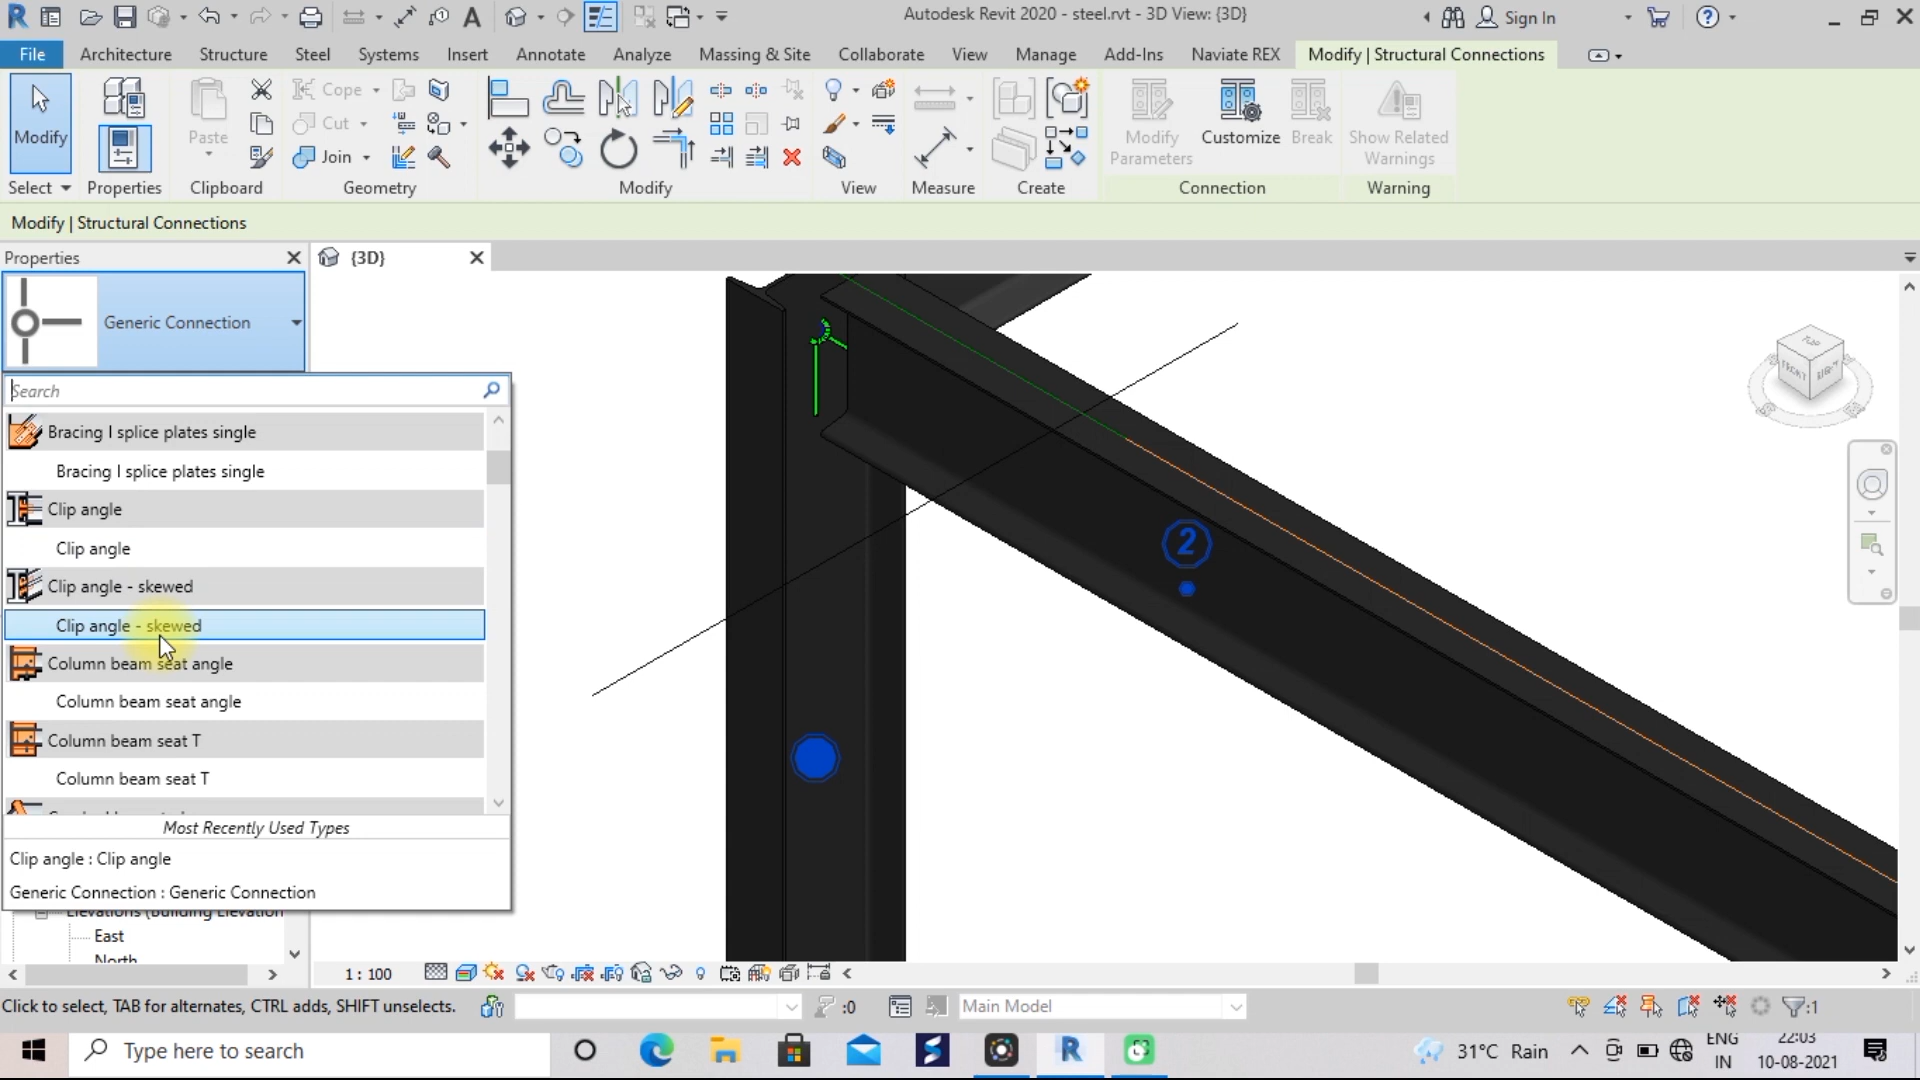 Autodesk Revit 2020 - steel.rvt - 3D View: {3D}
Sign In
File Architecture Structure Steel Systems Insert Annotate Analyze Massing & Site Collaborate View Manage Add-Ins Naviate REX Modify | Structural Connections
Modify
Paste
Cope
Cut
Join
Modify Parameters
Customize
Break
Show Related Warnings
Select Properties Clipboard Geometry Modify View Measure Create Connection Warning
Modify | Structural Connections
Properties
{3D}
Generic Connection
Search
Bracing I splice plates single
Bracing I splice plates single
Clip angle
Clip angle
Clip angle - skewed
Clip angle - skewed
Column beam seat angle
Column beam seat angle
Column beam seat T
Column beam seat T
Most Recently Used Types
Clip angle : Clip angle
Generic Connection : Generic Connection
Elevations (Building Elevation
East
North
2
TOP
FRONT
RIGHT
1 : 100
Click to select, TAB for alternates, CTRL adds, SHIFT unselects.
:0
Main Model
:1
Type here to search
31°C Rain
ENG
IN
22:03
10-08-2021